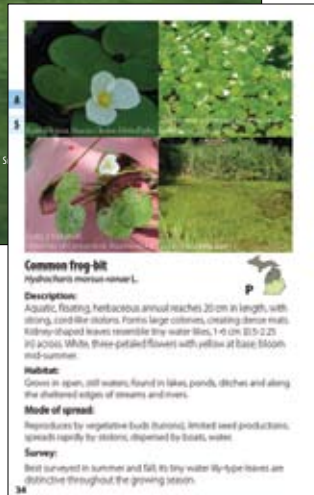 A
S
Common frog-bit
Hydrocharis morsus-ranae L.
P
Description:
Aquatic, floating, herbaceous annual reaches 20 cm in length, with
strong, cord-like stolons. Forms large colonies, creating dense mats.
Kidney-shaped leaves resemble tiny water lilies, 1-6 cm (0.5-2.25
in) across. White, three-petaled flowers with yellow at base; bloom
mid-summer.
Habitat:
Grows in open, still waters; found in lakes, ponds, ditches and along
the sheltered edges of streams and rivers.
Mode of spread:
Reproduces by vegetative buds (turions), limited seed productions;
spreads rapidly by stolons, dispersed by boats, water.
Survey:
Best surveyed in summer and fall, its tiny water lily-type leaves are
distinctive throughout the growing season.
34